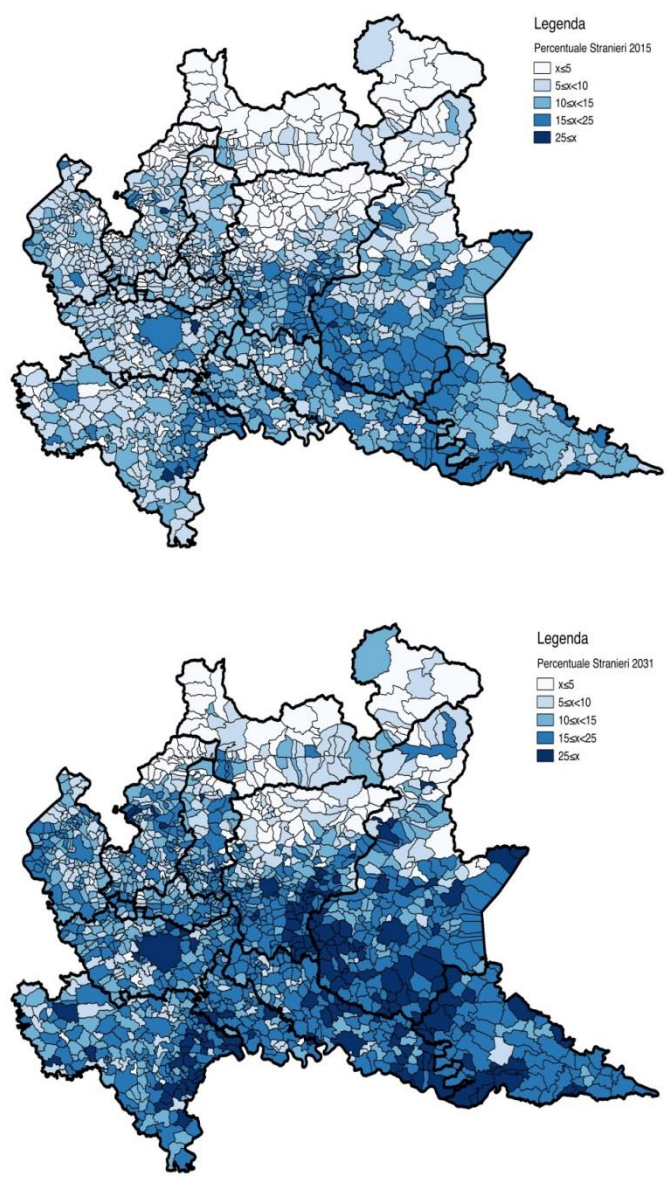 Legenda
Percentuale Stranieri 2015
x≤5
5≤x<10
10≤x<15
15≤x<25
25≤x
Legenda
Percentuale Stranieri 2031
x≤5
5≤x<10
10≤x<15
15≤x<25
25≤x